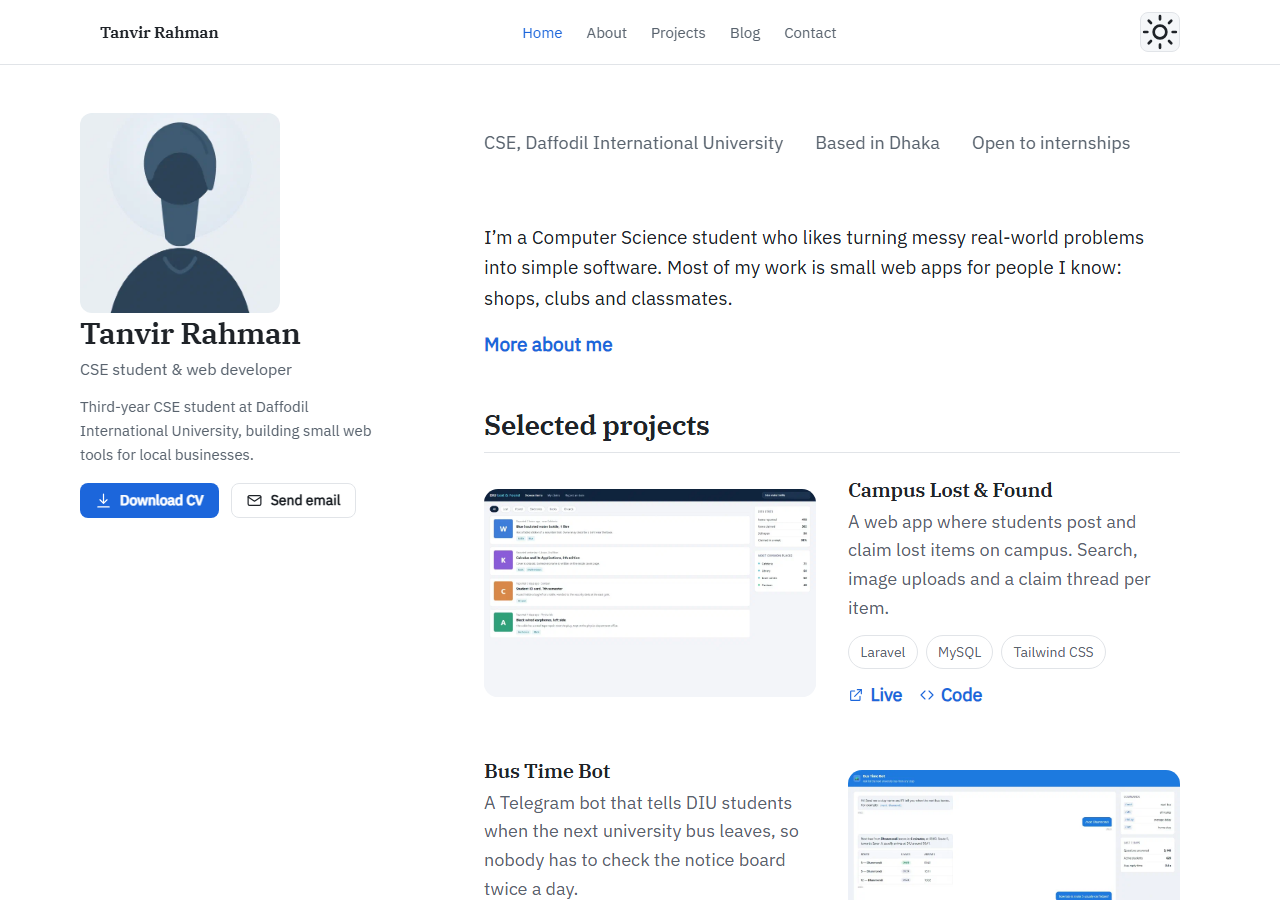 Tanvir Rahman
Home About Projects Blog Contact
Tanvir Rahman
CSE student & web developer
Third-year CSE student at Daffodil
International University, building small web
tools for local businesses.
Download CV Send email
CSE, Daffodil International University Based in Dhaka Open to internships
I’m a Computer Science student who likes turning messy real-world problems
into simple software. Most of my work is small web apps for people I know:
shops, clubs and classmates.
More about me
Selected projects
W
K
C
A
Campus Lost & Found
A web app where students post and
claim lost items on campus. Search,
image uploads and a claim thread per
item.
Laravel MySQL Tailwind CSS
Live Code
Bus Time Bot
A Telegram bot that tells DIU students
when the next university bus leaves, so
nobody has to check the notice board
twice a day.
Bus Time Bot